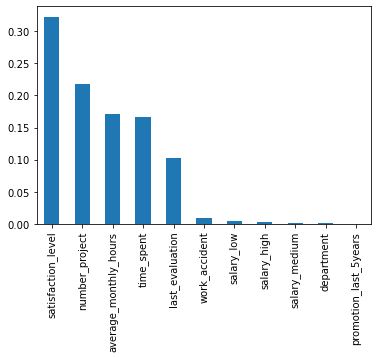 0.30
0.25
0.20
0.15
0.10
0.05
0.00
satisfaction_level
number_project
average_monthly_hours
time_spent
last_evaluation
work_accident
salary_low
salary_high
salary_medium
department
promotion_last_5years